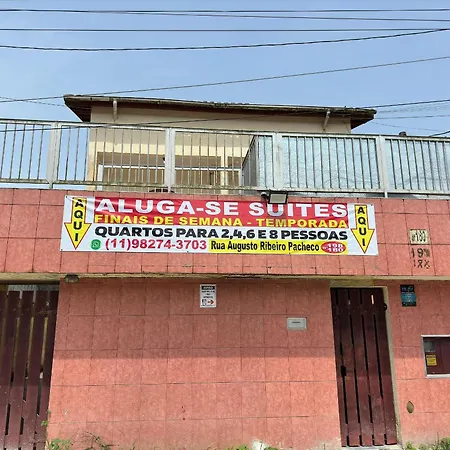 ALUGA-SE SUITES
FINAIS DE SEMANA - TEMPORADA
QUARTOS PARA 2,4,6 E 8 PESSOAS
(11)98274-3703 Rua Augusto Ribeiro Pacheco
AQUI
AQUI